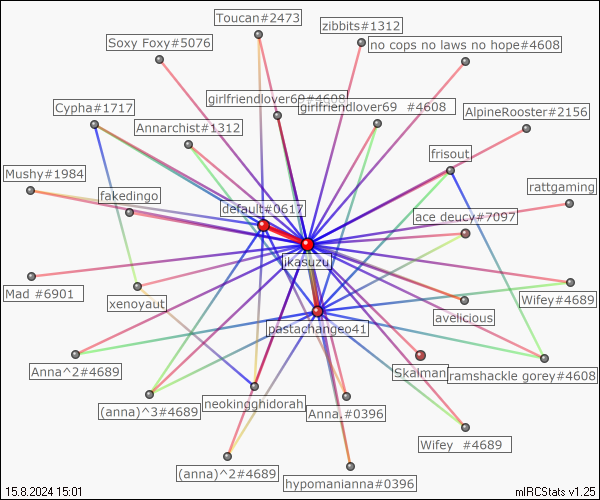 Toucan#2473
zibbits#1312
Soxy Foxy#5076
no cops no laws no hope#4608
girlfriendlover69#4608
girlfriendlover69  #4608
Cypha#1717
AlpineRooster#2156
Annarchist#1312
frisout
Mushy#1984
fakedingo
rattgaming
default#0617
ace deucy#7097
jikasuzu
Mad #6901
xenoyaut
Wifey#4689
avelicious
pastachangeo41
Anna^2#4689
Skalman
ramshackle gorey#4608
(anna)^3#4689
neokingghidorah
Anna.#0396
Wifey  #4689
(anna)^2#4689
hypomanianna#0396
15.8.2024 15:01
mIRCStats v1.25